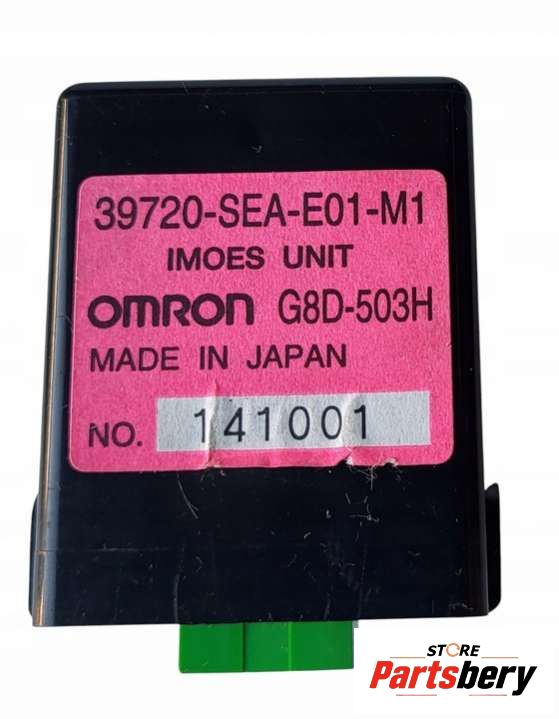 39720-SEA-E01-M1
IMOES UNIT
OMRON G8D-503H
MADE IN JAPAN
NO. 141001
STORE
Partsbery